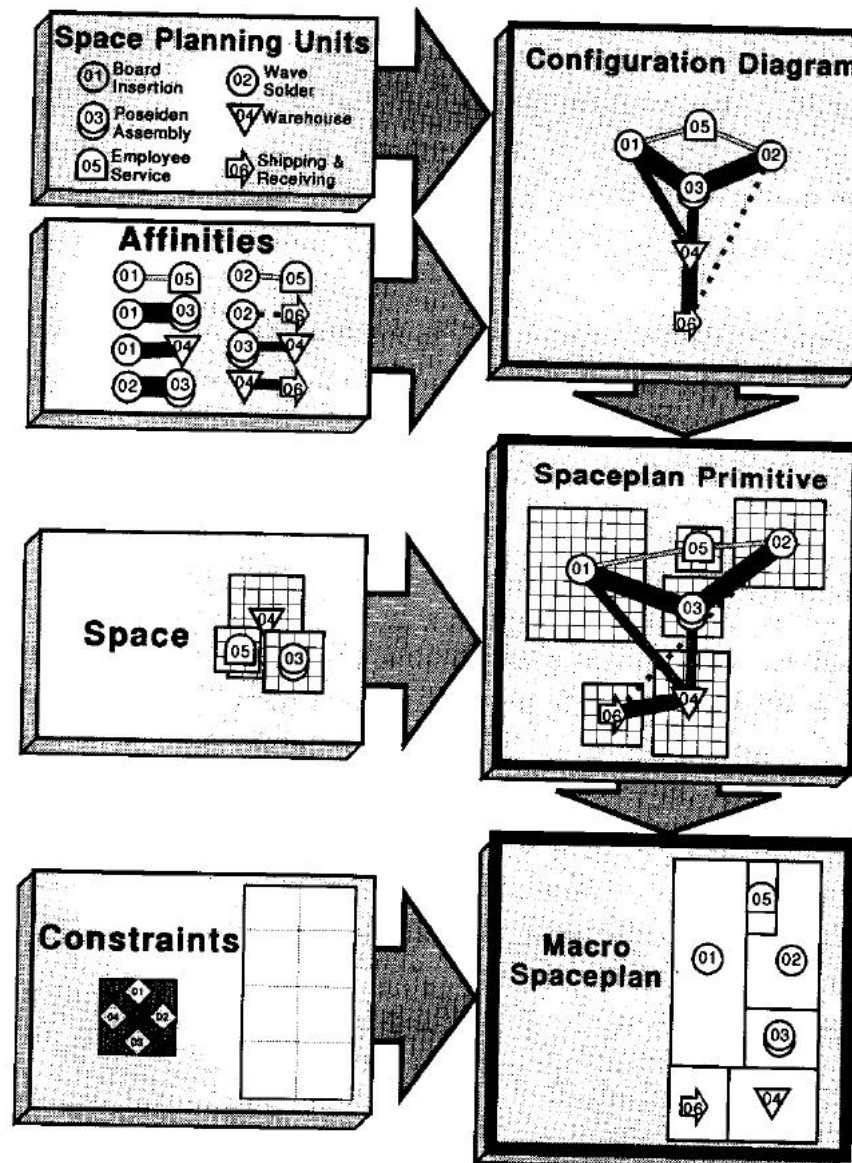 Space Planning Units
01 Board Insertion
02 Wave Solder
03 Poseiden Assembly
04 Warehouse
05 Employee Service
06 Shipping & Receiving
Configuration Diagram
05
01
02
03
04
06
Affinities
01 05
02 05
01 03
02 06
01 04
03 04
02 03
04 06
Spaceplan Primitive
05
02
01
03
04
06
Space
04
05
03
Constraints
01
04 02
03
Macro Spaceplan
05
01
02
03
06
04